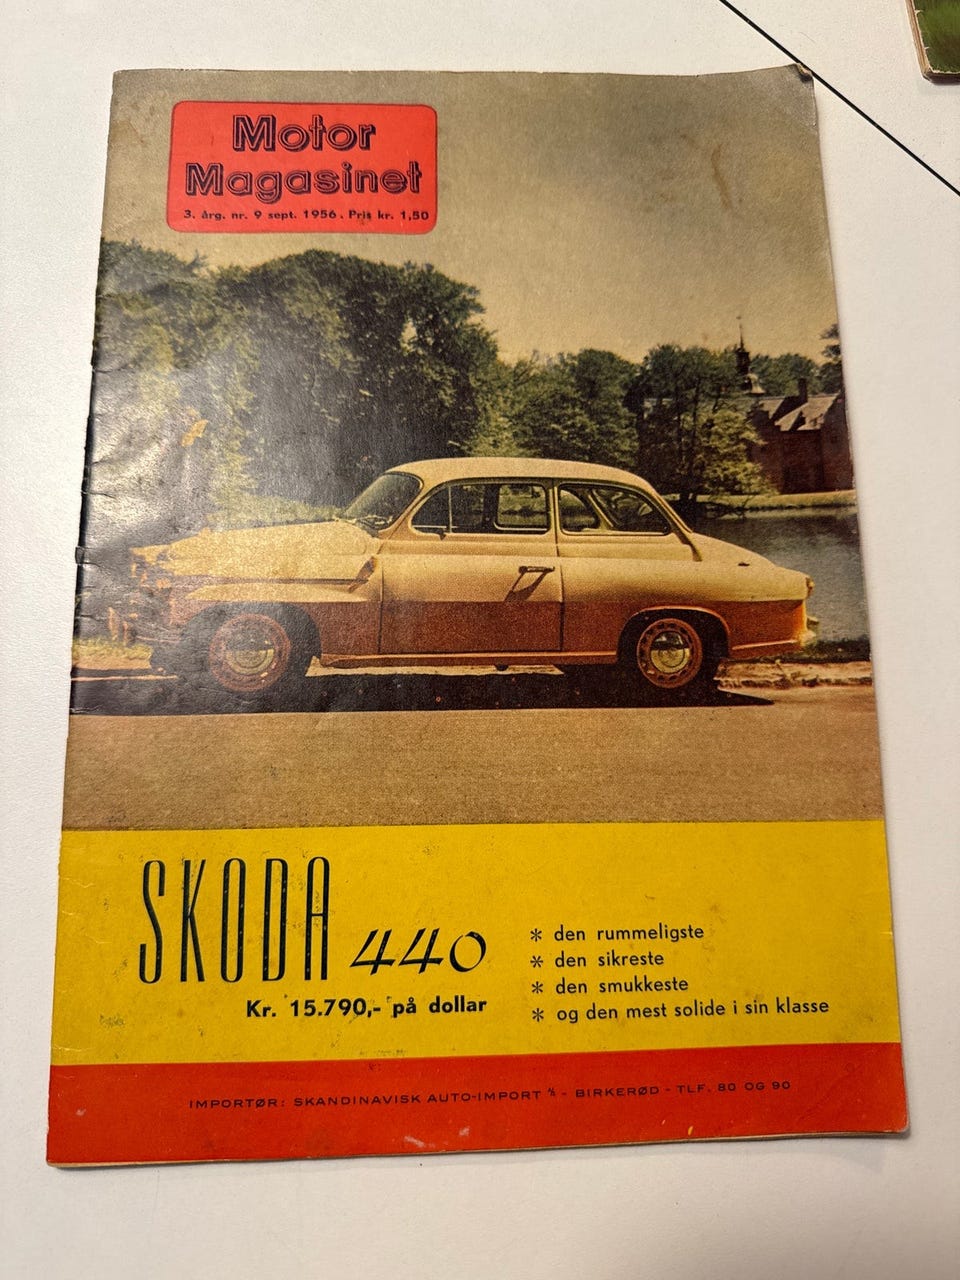 Motor
Magasinet
3. årg. nr. 9 sept. 1956. Pris kr. 1,50
SKODA 440
Kr. 15.790,- på dollar
* den rummeligste
* den sikreste
* den smukkeste
* og den mest solide i sin klasse
IMPORTØR: SKANDINAVISK AUTO-IMPORT A/S - BIRKERØD - TLF. 80 OG 90